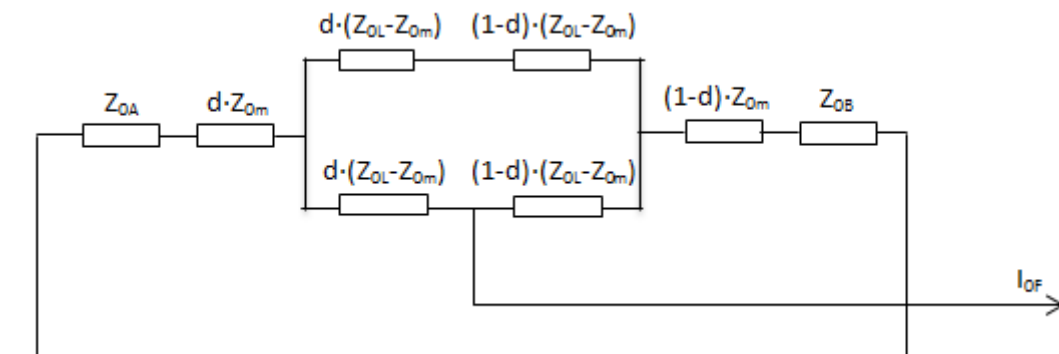 d·(Z0L-Z0m) (1-d)·(Z0L-Z0m)
Z0A d·Z0m (1-d)·Z0m Z0B
d·(Z0L-Z0m) (1-d)·(Z0L-Z0m)
I0F